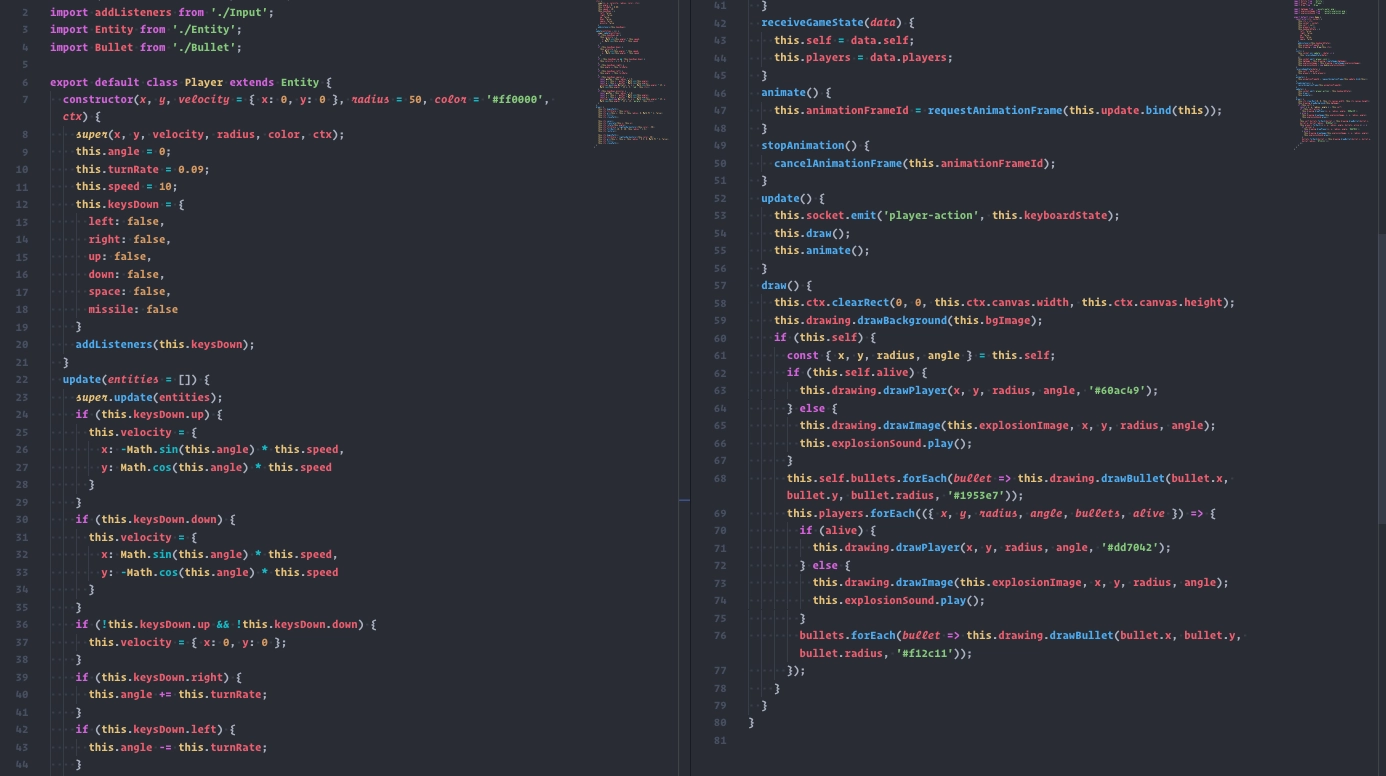 2 import addListeners from './Input';
3 import Entity from './Entity';
4 import Bullet from './Bullet';
5
6 export default class Player extends Entity {
7 constructor(x, y, velocity = { x: 0, y: 0 }, radius = 50, color = '#ff0000',
ctx) {
8 super(x, y, velocity, radius, color, ctx);
9 this.angle = 0;
10 this.turnRate = 0.09;
11 this.speed = 10;
12 this.keysDown = {
13 left: false,
14 right: false,
15 up: false,
16 down: false,
17 space: false,
18 missile: false
19 }
20 addListeners(this.keysDown);
21 }
22 update(entities = []) {
23 super.update(entities);
24 if (this.keysDown.up) {
25 this.velocity = {
26 x: -Math.sin(this.angle) * this.speed,
27 y: Math.cos(this.angle) * this.speed
28 }
29 }
30 if (this.keysDown.down) {
31 this.velocity = {
32 x: Math.sin(this.angle) * this.speed,
33 y: -Math.cos(this.angle) * this.speed
34 }
35 }
36 if (!this.keysDown.up && !this.keysDown.down) {
37 this.velocity = { x: 0, y: 0 };
38 }
39 if (this.keysDown.right) {
40 this.angle += this.turnRate;
41 }
42 if (this.keysDown.left) {
43 this.angle -= this.turnRate;
44 }
41 }
42 receiveGameState(data) {
43 this.self = data.self;
44 this.players = data.players;
45 }
46 animate() {
47 this.animationFrameId = requestAnimationFrame(this.update.bind(this));
48 }
49 stopAnimation() {
50 cancelAnimationFrame(this.animationFrameId);
51 }
52 update() {
53 this.socket.emit('player-action', this.keyboardState);
54 this.draw();
55 this.animate();
56 }
57 draw() {
58 this.ctx.clearRect(0, 0, this.ctx.canvas.width, this.ctx.canvas.height);
59 this.drawing.drawBackground(this.bgImage);
60 if (this.self) {
61 const { x, y, radius, angle } = this.self;
62 if (this.self.alive) {
63 this.drawing.drawPlayer(x, y, radius, angle, '#60ac49');
64 } else {
65 this.drawing.drawImage(this.explosionImage, x, y, radius, angle);
66 this.explosionSound.play();
67 }
68 this.self.bullets.forEach(bullet => this.drawing.drawBullet(bullet.x,
bullet.y, bullet.radius, '#1953e7'));
69 this.players.forEach(({ x, y, radius, angle, bullets, alive }) => {
70 if (alive) {
71 this.drawing.drawPlayer(x, y, radius, angle, '#dd7042');
72 } else {
73 this.drawing.drawImage(this.explosionImage, x, y, radius, angle);
74 this.explosionSound.play();
75 }
76 bullets.forEach(bullet => this.drawing.drawBullet(bullet.x, bullet.y,
bullet.radius, '#f12c11'));
77 });
78 }
79 }
80 }
81